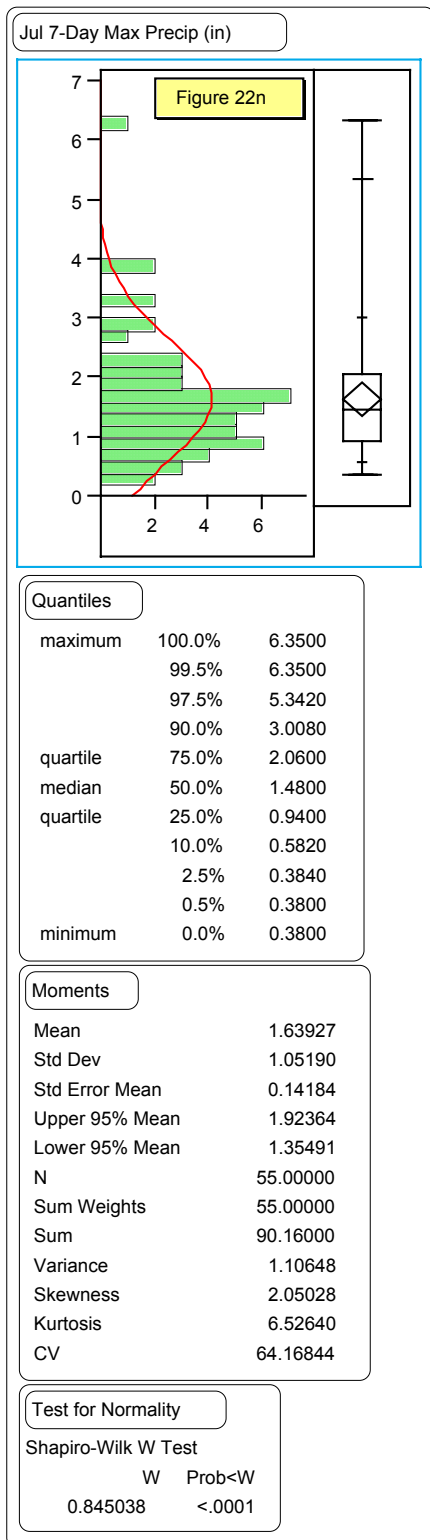 Jul 7-Day Max Precip (in)
Figure 22n
7
6
5
4
3
2
1
0
2 4 6
Quantiles
maximum 100.0% 6.3500
99.5% 6.3500
97.5% 5.3420
90.0% 3.0080
quartile 75.0% 2.0600
median 50.0% 1.4800
quartile 25.0% 0.9400
10.0% 0.5820
2.5% 0.3840
0.5% 0.3800
minimum 0.0% 0.3800
Moments
Mean 1.63927
Std Dev 1.05190
Std Error Mean 0.14184
Upper 95% Mean 1.92364
Lower 95% Mean 1.35491
N 55.00000
Sum Weights 55.00000
Sum 90.16000
Variance 1.10648
Skewness 2.05028
Kurtosis 6.52640
CV 64.16844
Test for Normality
Shapiro-Wilk W Test
W Prob<W
0.845038 <.0001